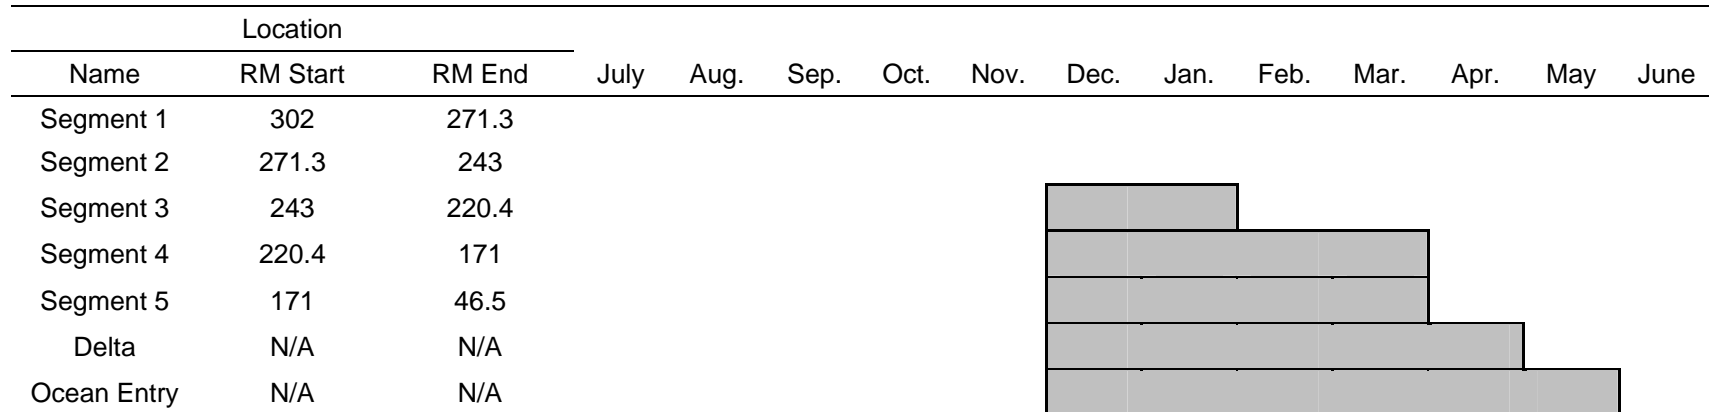 Location
Name RM Start RM End July Aug. Sep. Oct. Nov. Dec. Jan. Feb. Mar. Apr. May June
Segment 1 302 271.3
Segment 2 271.3 243
Segment 3 243 220.4
Segment 4 220.4 171
Segment 5 171 46.5
Delta N/A N/A
Ocean Entry N/A N/A